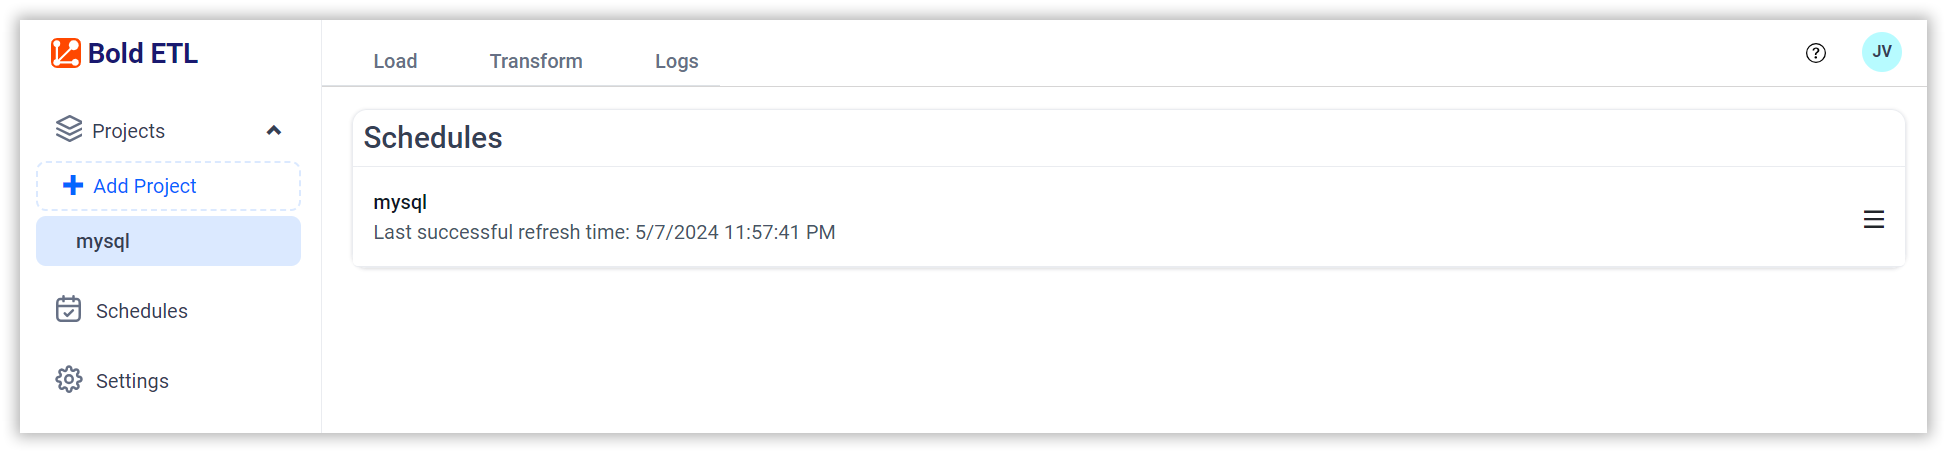 Bold ETL
Projects
Add Project
mysql
Schedules
Settings
Load
Transform
Logs
?
JV
Schedules
mysql
Last successful refresh time: 5/7/2024 11:57:41 PM